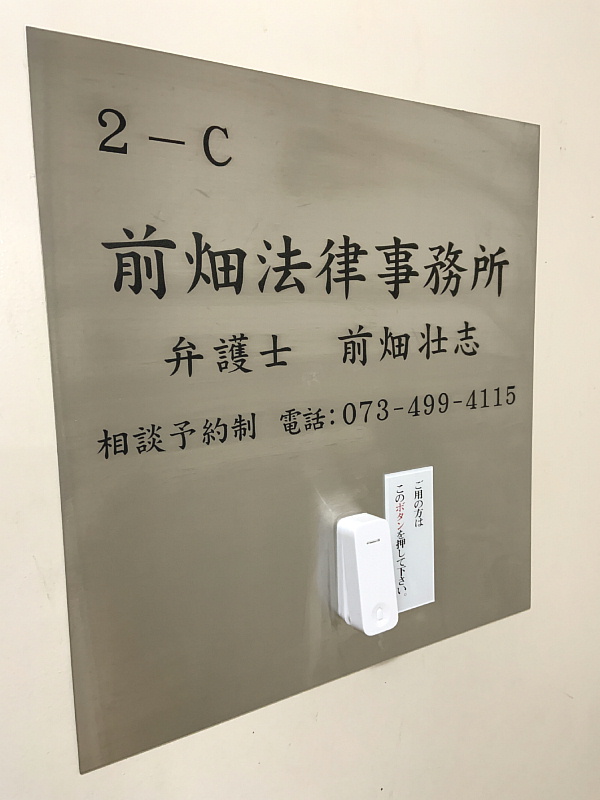 2-C
前畑法律事務所
弁護士 前畑壮志
相談予約制 電話:073-499-4115
ご用の方は
このボタンを押して下さい。